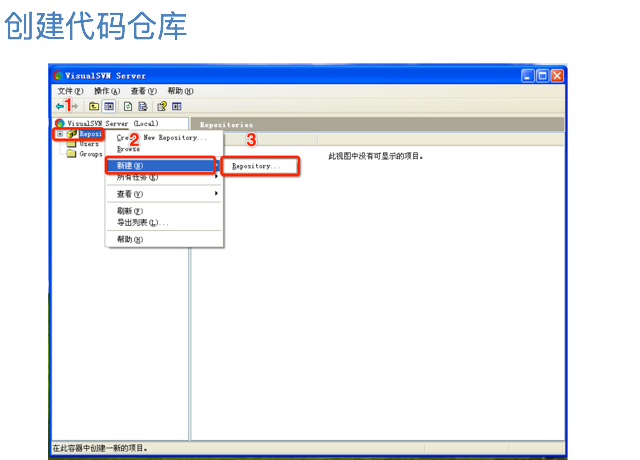 创建代码仓库
VisualSVN Server
文件(F) 操作(A) 查看(V) 帮助(H)
1
VisualSVN Server (Local)
Repositories
Reposi
2
Create New Repository...
3
Users
Browse
Groups
此视图中没有可显示的项目。
新建(N)
Repository...
所有任务(K)
查看(V)
刷新(F)
导出列表(L)...
帮助(H)
在此容器中创建一新的项目。